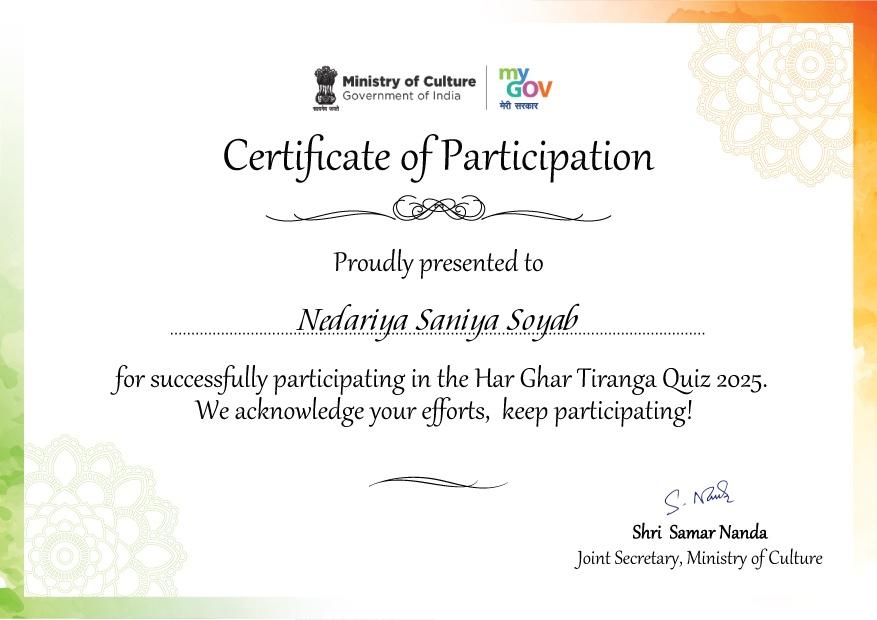 Ministry of Culture
Government of India
सत्यमेव जयते
my
GOV
मेरी सरकार
Certificate of Participation
Proudly presented to
Nedariya Saniya Soyab
for successfully participating in the Har Ghar Tiranga Quiz 2025.
We acknowledge your efforts, keep participating!
S. Nanda
Shri Samar Nanda
Joint Secretary, Ministry of Culture